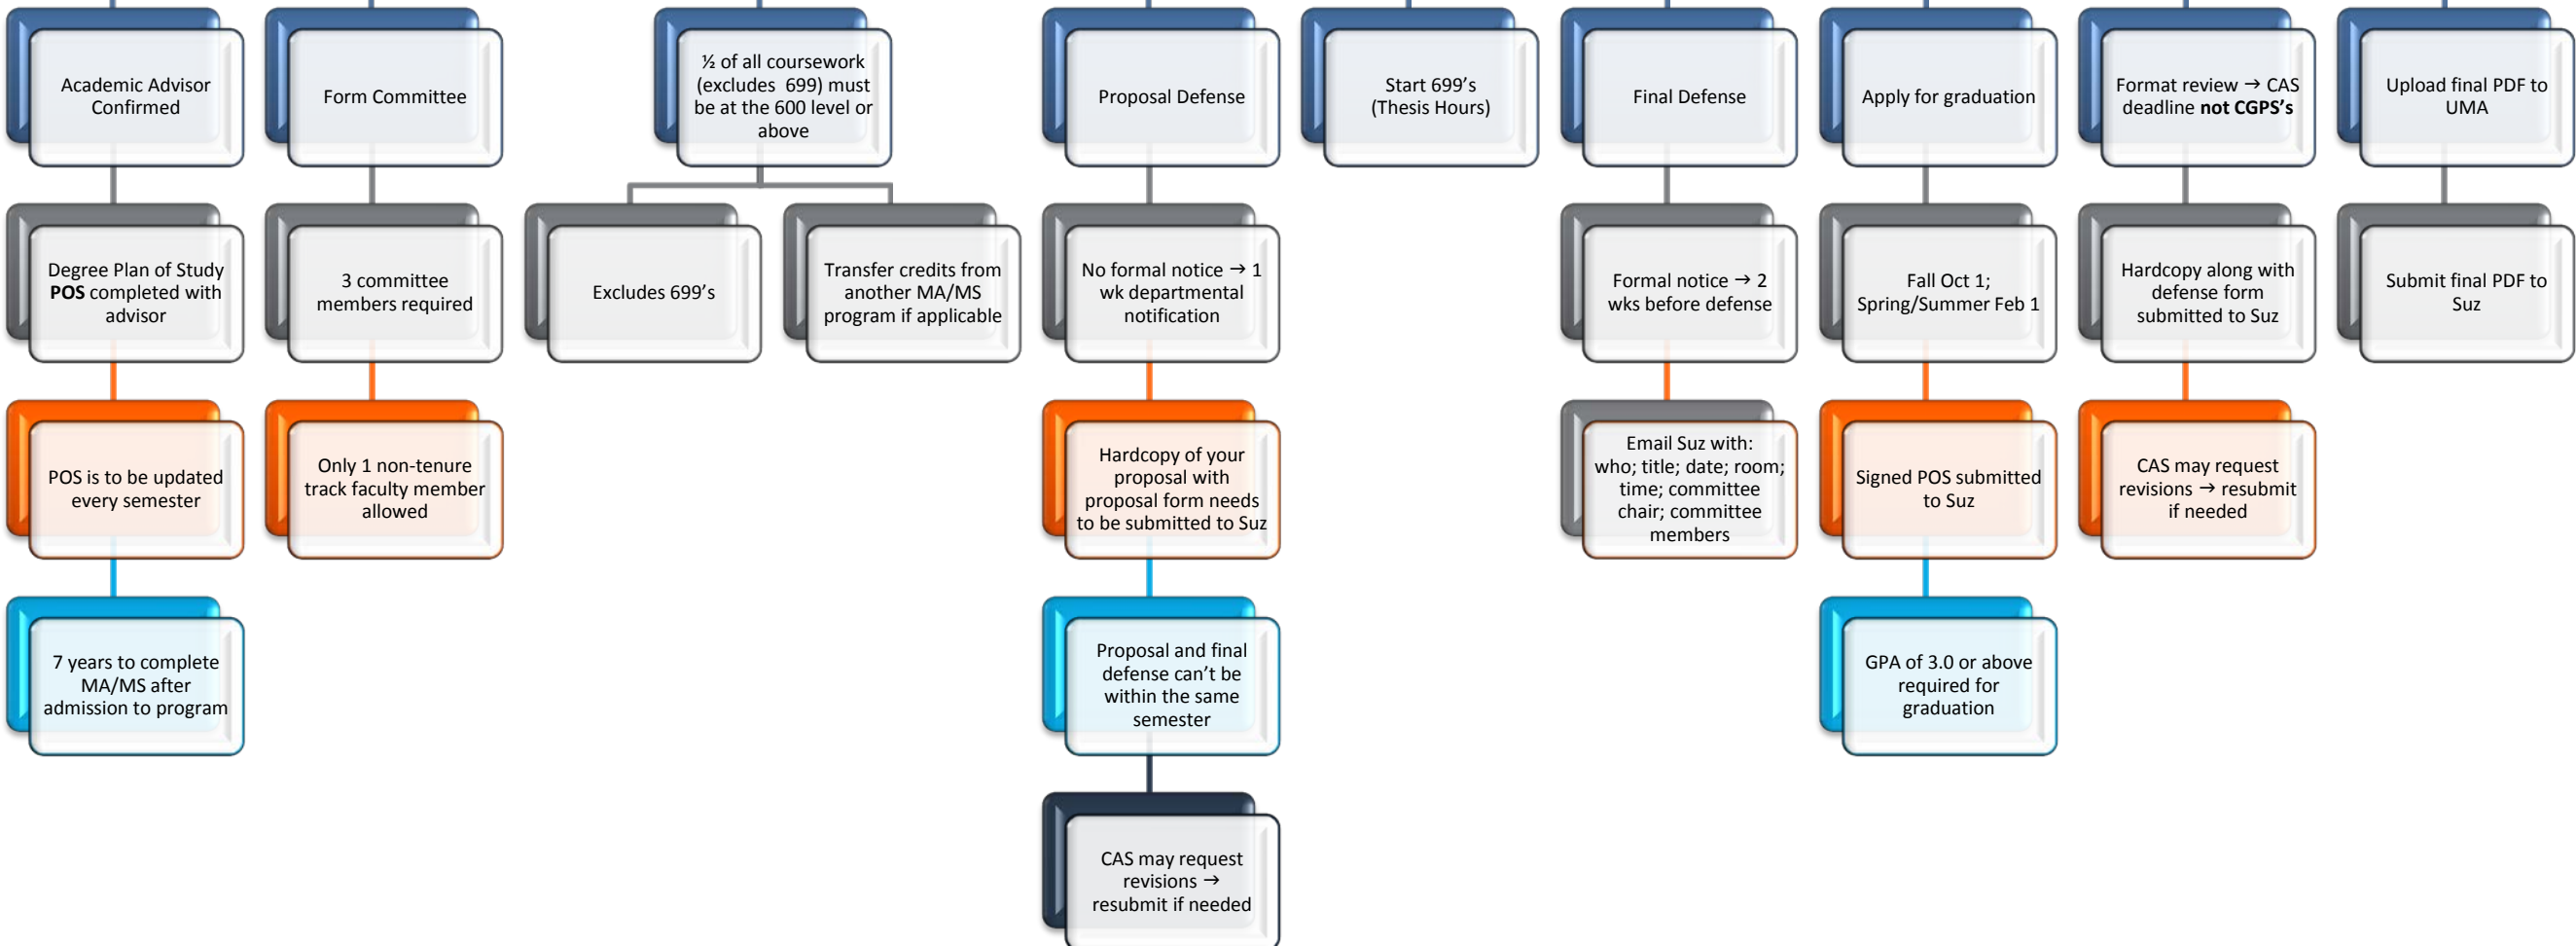 Academic Advisor
Confirmed
Form Committee
½ of all coursework
(excludes 699) must
be at the 600 level or
above
Proposal Defense
Start 699’s
(Thesis Hours)
Final Defense
Apply for graduation
Format review → CAS
deadline not CGPS’s
Upload final PDF to
UMA
Degree Plan of Study
POS completed with
advisor
3 committee
members required
Excludes 699’s
Transfer credits from
another MA/MS
program if applicable
No formal notice → 1
wk departmental
notification
Formal notice → 2
wks before defense
Fall Oct 1;
Spring/Summer Feb 1
Hardcopy along with
defense form
submitted to Suz
Submit final PDF to
Suz
POS is to be updated
every semester
Only 1 non-tenure
track faculty member
allowed
Hardcopy of your
proposal with
proposal form needs
to be submitted to Suz
Email Suz with:
who; title; date; room;
time; committee
chair; committee
members
Signed POS submitted
to Suz
CAS may request
revisions → resubmit
if needed
7 years to complete
MA/MS after
admission to program
Proposal and final
defense can’t be
within the same
semester
GPA of 3.0 or above
required for
graduation
CAS may request
revisions →
resubmit if needed